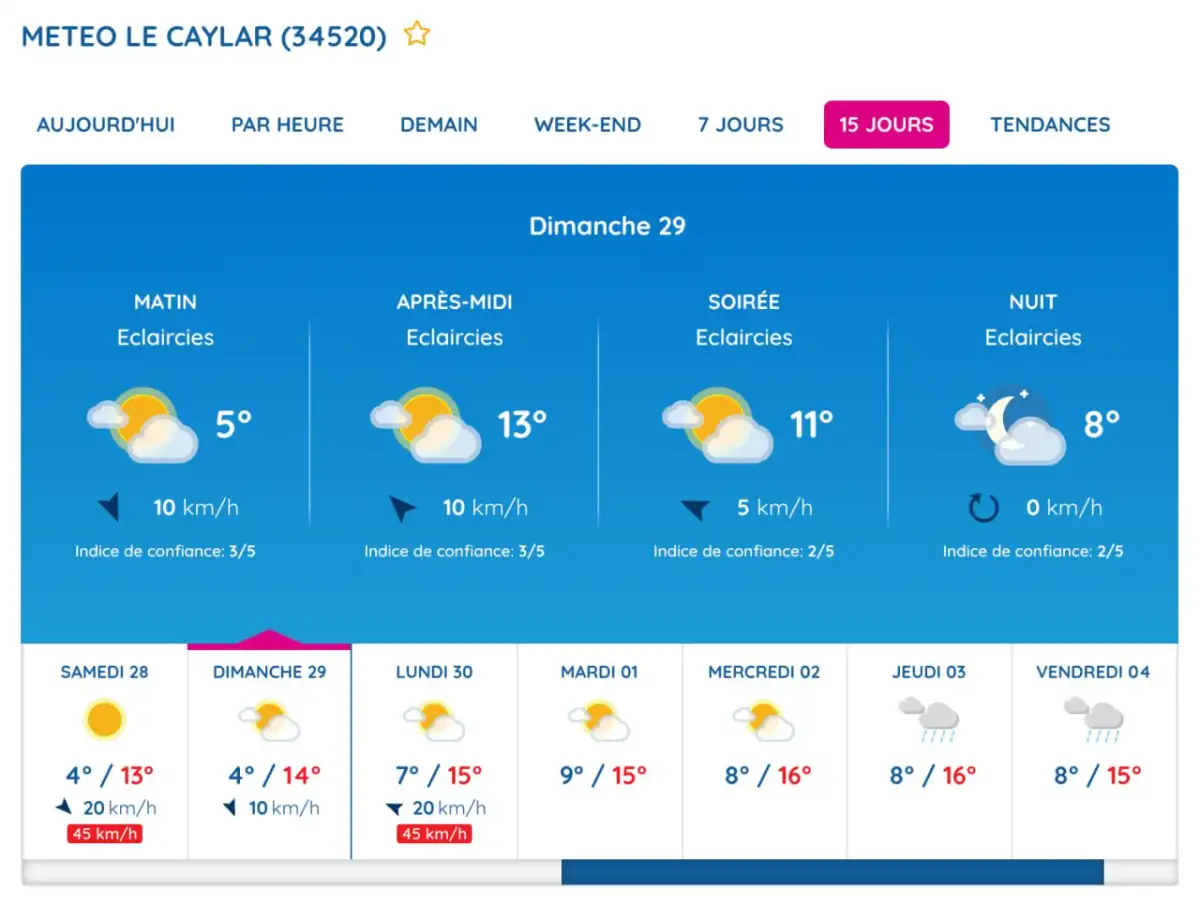 METEO LE CAYLAR (34520)
AUJOURD'HUI PAR HEURE DEMAIN WEEK-END 7 JOURS 15 JOURS TENDANCES
Dimanche 29
MATIN
Eclaircies
5°
10 km/h
Indice de confiance: 3/5
APRÈS-MIDI
Eclaircies
13°
10 km/h
Indice de confiance: 3/5
SOIRÉE
Eclaircies
11°
5 km/h
Indice de confiance: 2/5
NUIT
Eclaircies
8°
0 km/h
Indice de confiance: 2/5
SAMEDI 28
4° / 13°
20 km/h
45 km/h
DIMANCHE 29
4° / 14°
10 km/h
LUNDI 30
7° / 15°
20 km/h
45 km/h
MARDI 01
9° / 15°
MERCREDI 02
8° / 16°
JEUDI 03
8° / 16°
VENDREDI 04
8° / 15°